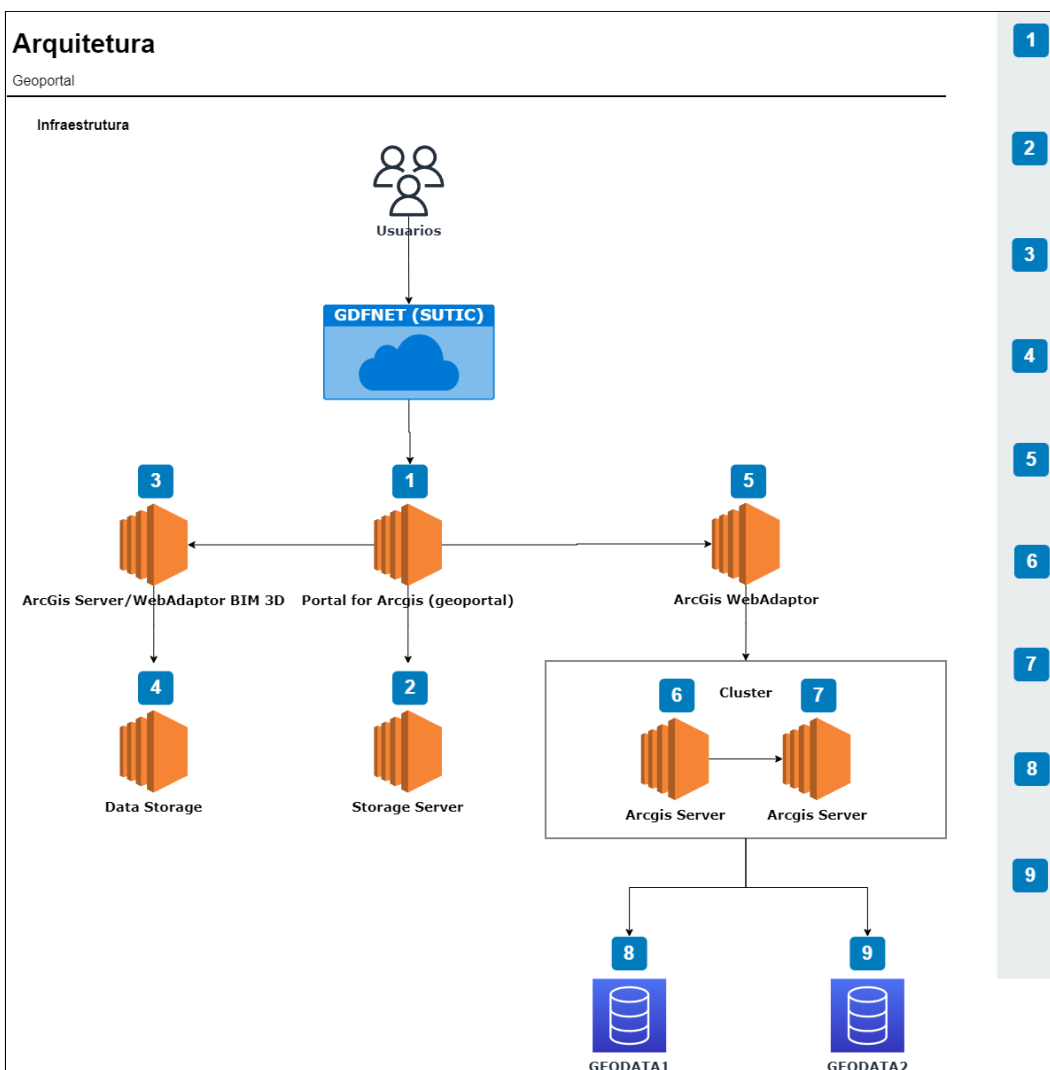 Arquitetura
Geoportal
Infraestrutura
Usuarios
GDFNET (SUTIC)
3
1
5
ArcGis Server/WebAdaptor BIM 3D
Portal for Arcgis (geoportal)
ArcGis WebAdaptor
4
2
6
Cluster
7
Data Storage
Storage Server
Arcgis Server
Arcgis Server
8
9
GEODATA1
GEODATA2
1
2
3
4
5
6
7
8
9